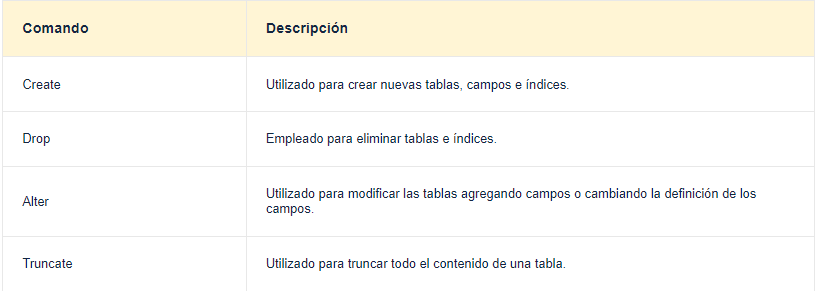 Comando Descripción
Create Utilizado para crear nuevas tablas, campos e índices.
Drop Empleado para eliminar tablas e índices.
Alter Utilizado para modificar las tablas agregando campos o cambiando la definición de los
campos.
Truncate Utilizado para truncar todo el contenido de una tabla.